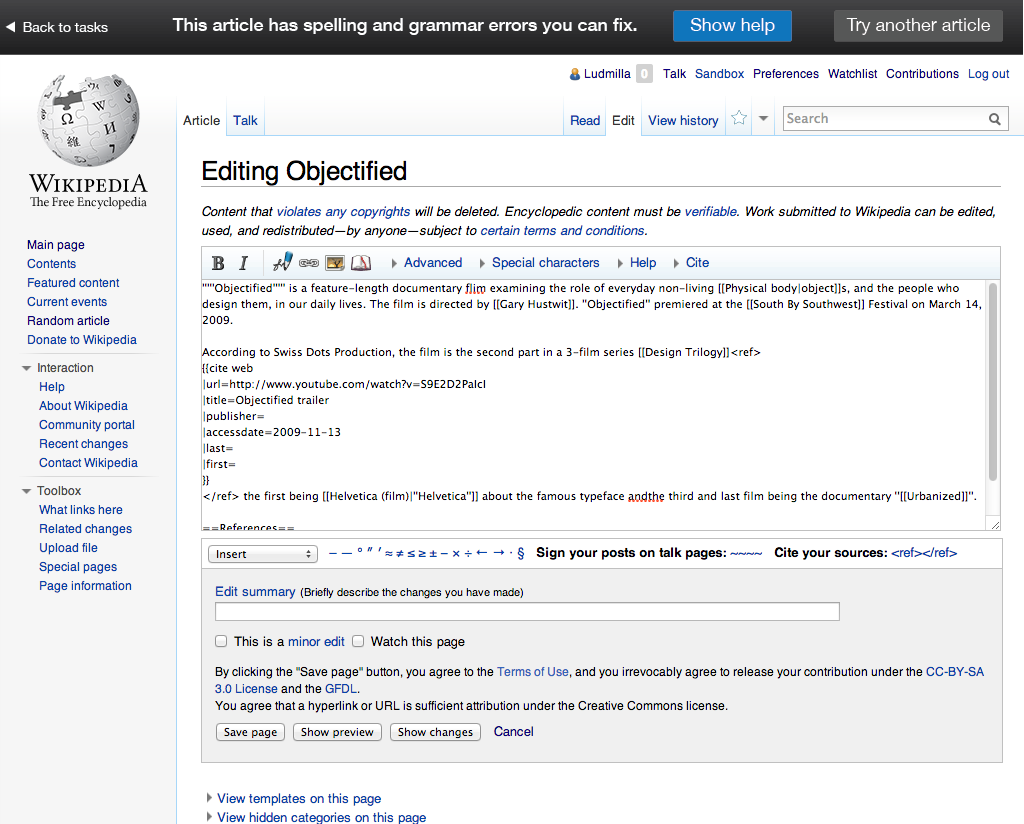 Back to tasks
This article has spelling and grammar errors you can fix.
Show help
Try another article
Ludmilla 0 Talk Sandbox Preferences Watchlist Contributions Log out
Article Talk Read Edit View history Search
WIKIPEDIA
The Free Encyclopedia
Main page
Contents
Featured content
Current events
Random article
Donate to Wikipedia
Interaction
Help
About Wikipedia
Community portal
Recent changes
Contact Wikipedia
Toolbox
What links here
Related changes
Upload file
Special pages
Page information
Editing Objectified
Content that violates any copyrights will be deleted. Encyclopedic content must be verifiable. Work submitted to Wikipedia can be edited,
used, and redistributed—by anyone—subject to certain terms and conditions.
B I Advanced Special characters Help Cite
"""Objectified""" is a feature-length documentary flim examining the role of everyday non-living [[Physical body|object]]s, and the people who
design them, in our daily lives. The film is directed by [[Gary Hustwit]]. "Objectified" premiered at the [[South By Southwest]] Festival on March 14,
2009.
According to Swiss Dots Production, the film is the second part in a 3-film series [[Design Trilogy]]<ref>
{{cite web
|url=http://www.youtube.com/watch?v=S9E2D2PaIcI
|title=Objectified trailer
|publisher=
|accessdate=2009-11-13
|last=
|first=
}}
</ref> the first being [[Helvetica (film)|"Helvetica"]] about the famous typeface andthe third and last film being the documentary "[[Urbanized]]".
==References==
Insert – — ° ″ ′ ≈ ≠ ≤ ≥ ± − × ÷ ← → · § Sign your posts on talk pages: ~~~~ Cite your sources: <ref></ref>
Edit summary (Briefly describe the changes you have made)
This is a minor edit Watch this page
By clicking the "Save page" button, you agree to the Terms of Use, and you irrevocably agree to release your contribution under the CC-BY-SA
3.0 License and the GFDL.
You agree that a hyperlink or URL is sufficient attribution under the Creative Commons license.
Save page Show preview Show changes Cancel
View templates on this page
View hidden categories on this page